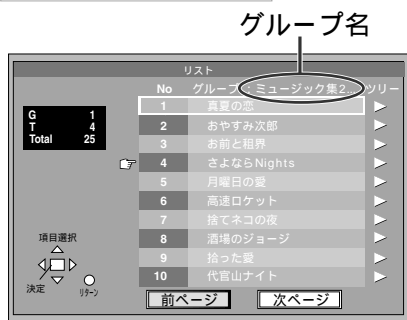 グループ名
リスト
No グループ：ミュージック集2... ツリー
G 1
T 4
Total 25
1 真夏の恋
2 おやすみ次郎
3 お前と租界
4 さよならNights
5 月曜日の愛
6 高速ロケット
7 捨てネコの夜
8 酒場のジョージ
9 拾った愛
10 代官山ナイト
項目選択
決定 リターン
前ページ 次ページ